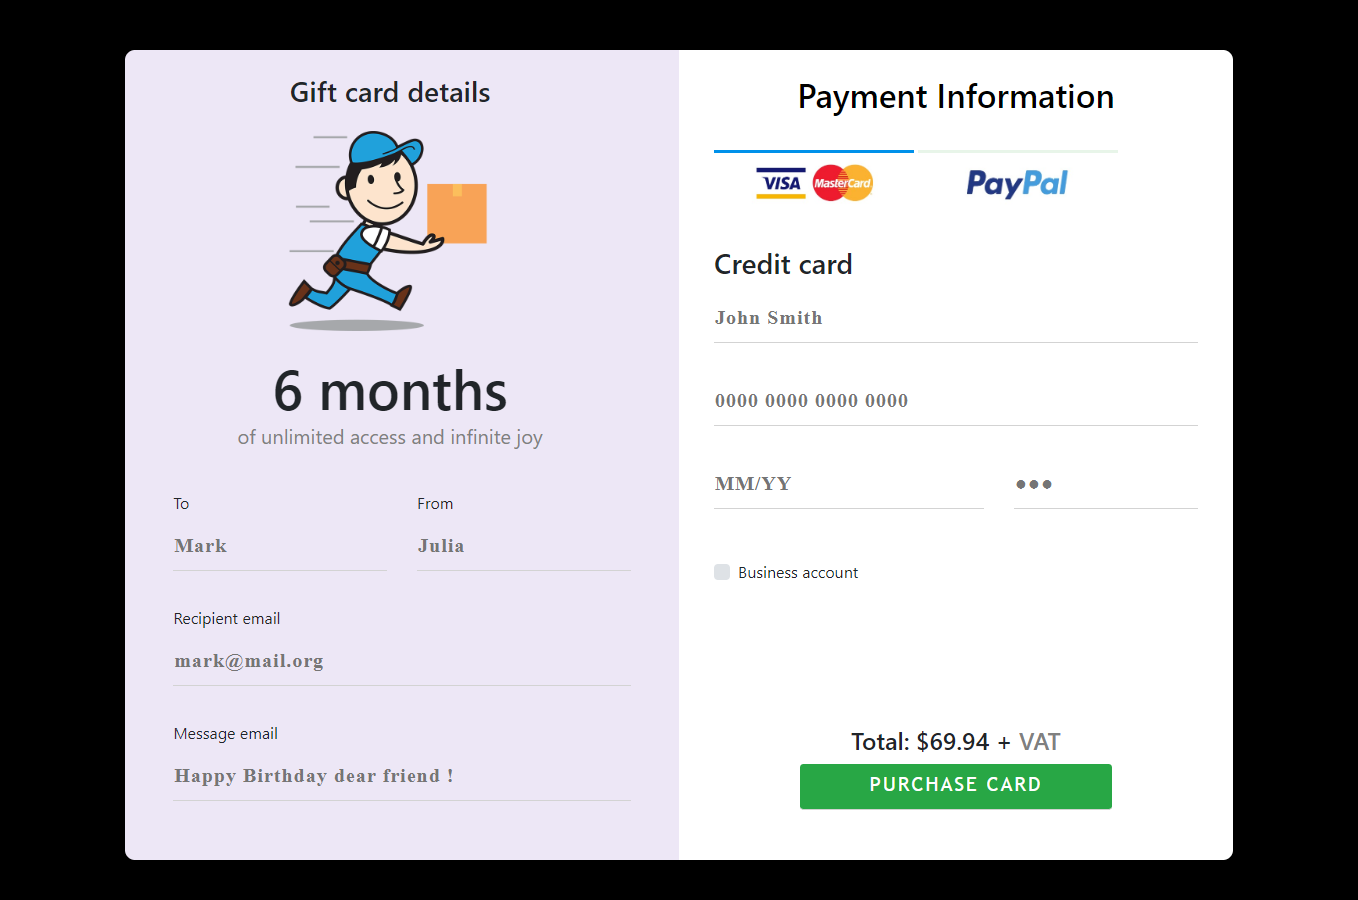 Gift card details
6 months
of unlimited access and infinite joy
To
From
Mark
Julia
Recipient email
mark@mail.org
Message email
Happy Birthday dear friend !
Payment Information
VISA MasterCard
PayPal
Credit card
John Smith
0000 0000 0000 0000
MM/YY
●●●
Business account
Total: $69.94 + VAT
PURCHASE CARD